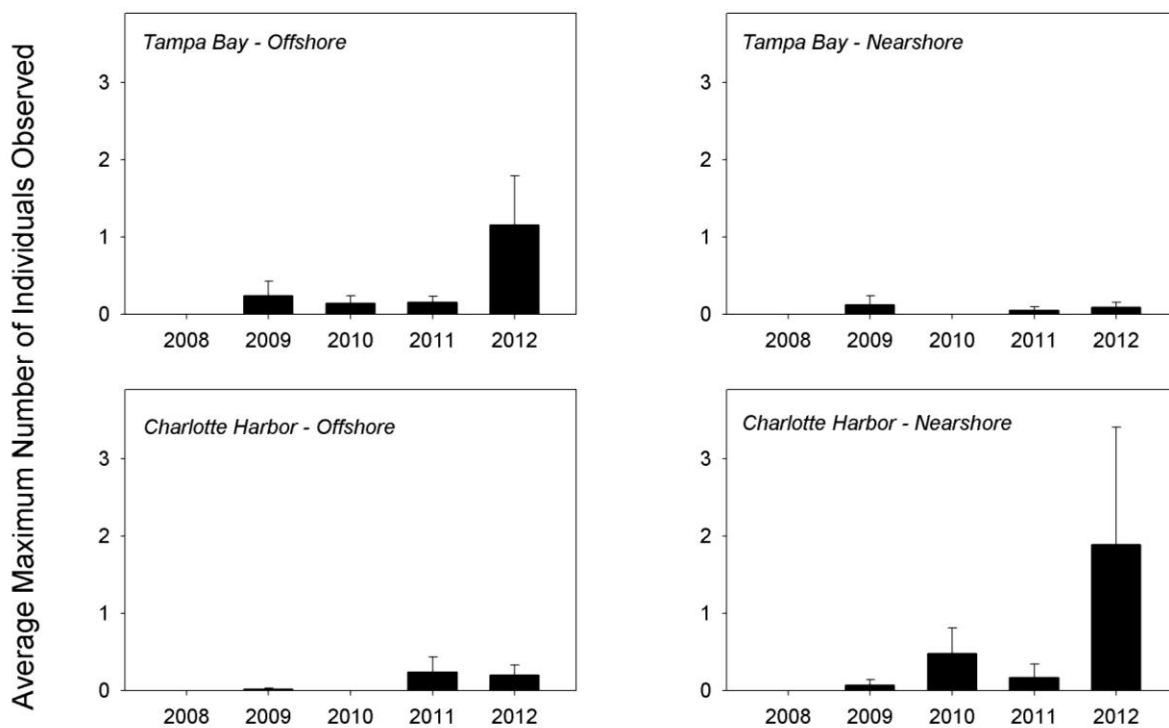 Average Maximum Number of Individuals Observed
Tampa Bay - Offshore
3
2
1
0
2008 2009 2010 2011 2012
Tampa Bay - Nearshore
3
2
1
0
2008 2009 2010 2011 2012
Charlotte Harbor - Offshore
3
2
1
0
2008 2009 2010 2011 2012
Charlotte Harbor - Nearshore
3
2
1
0
2008 2009 2010 2011 2012